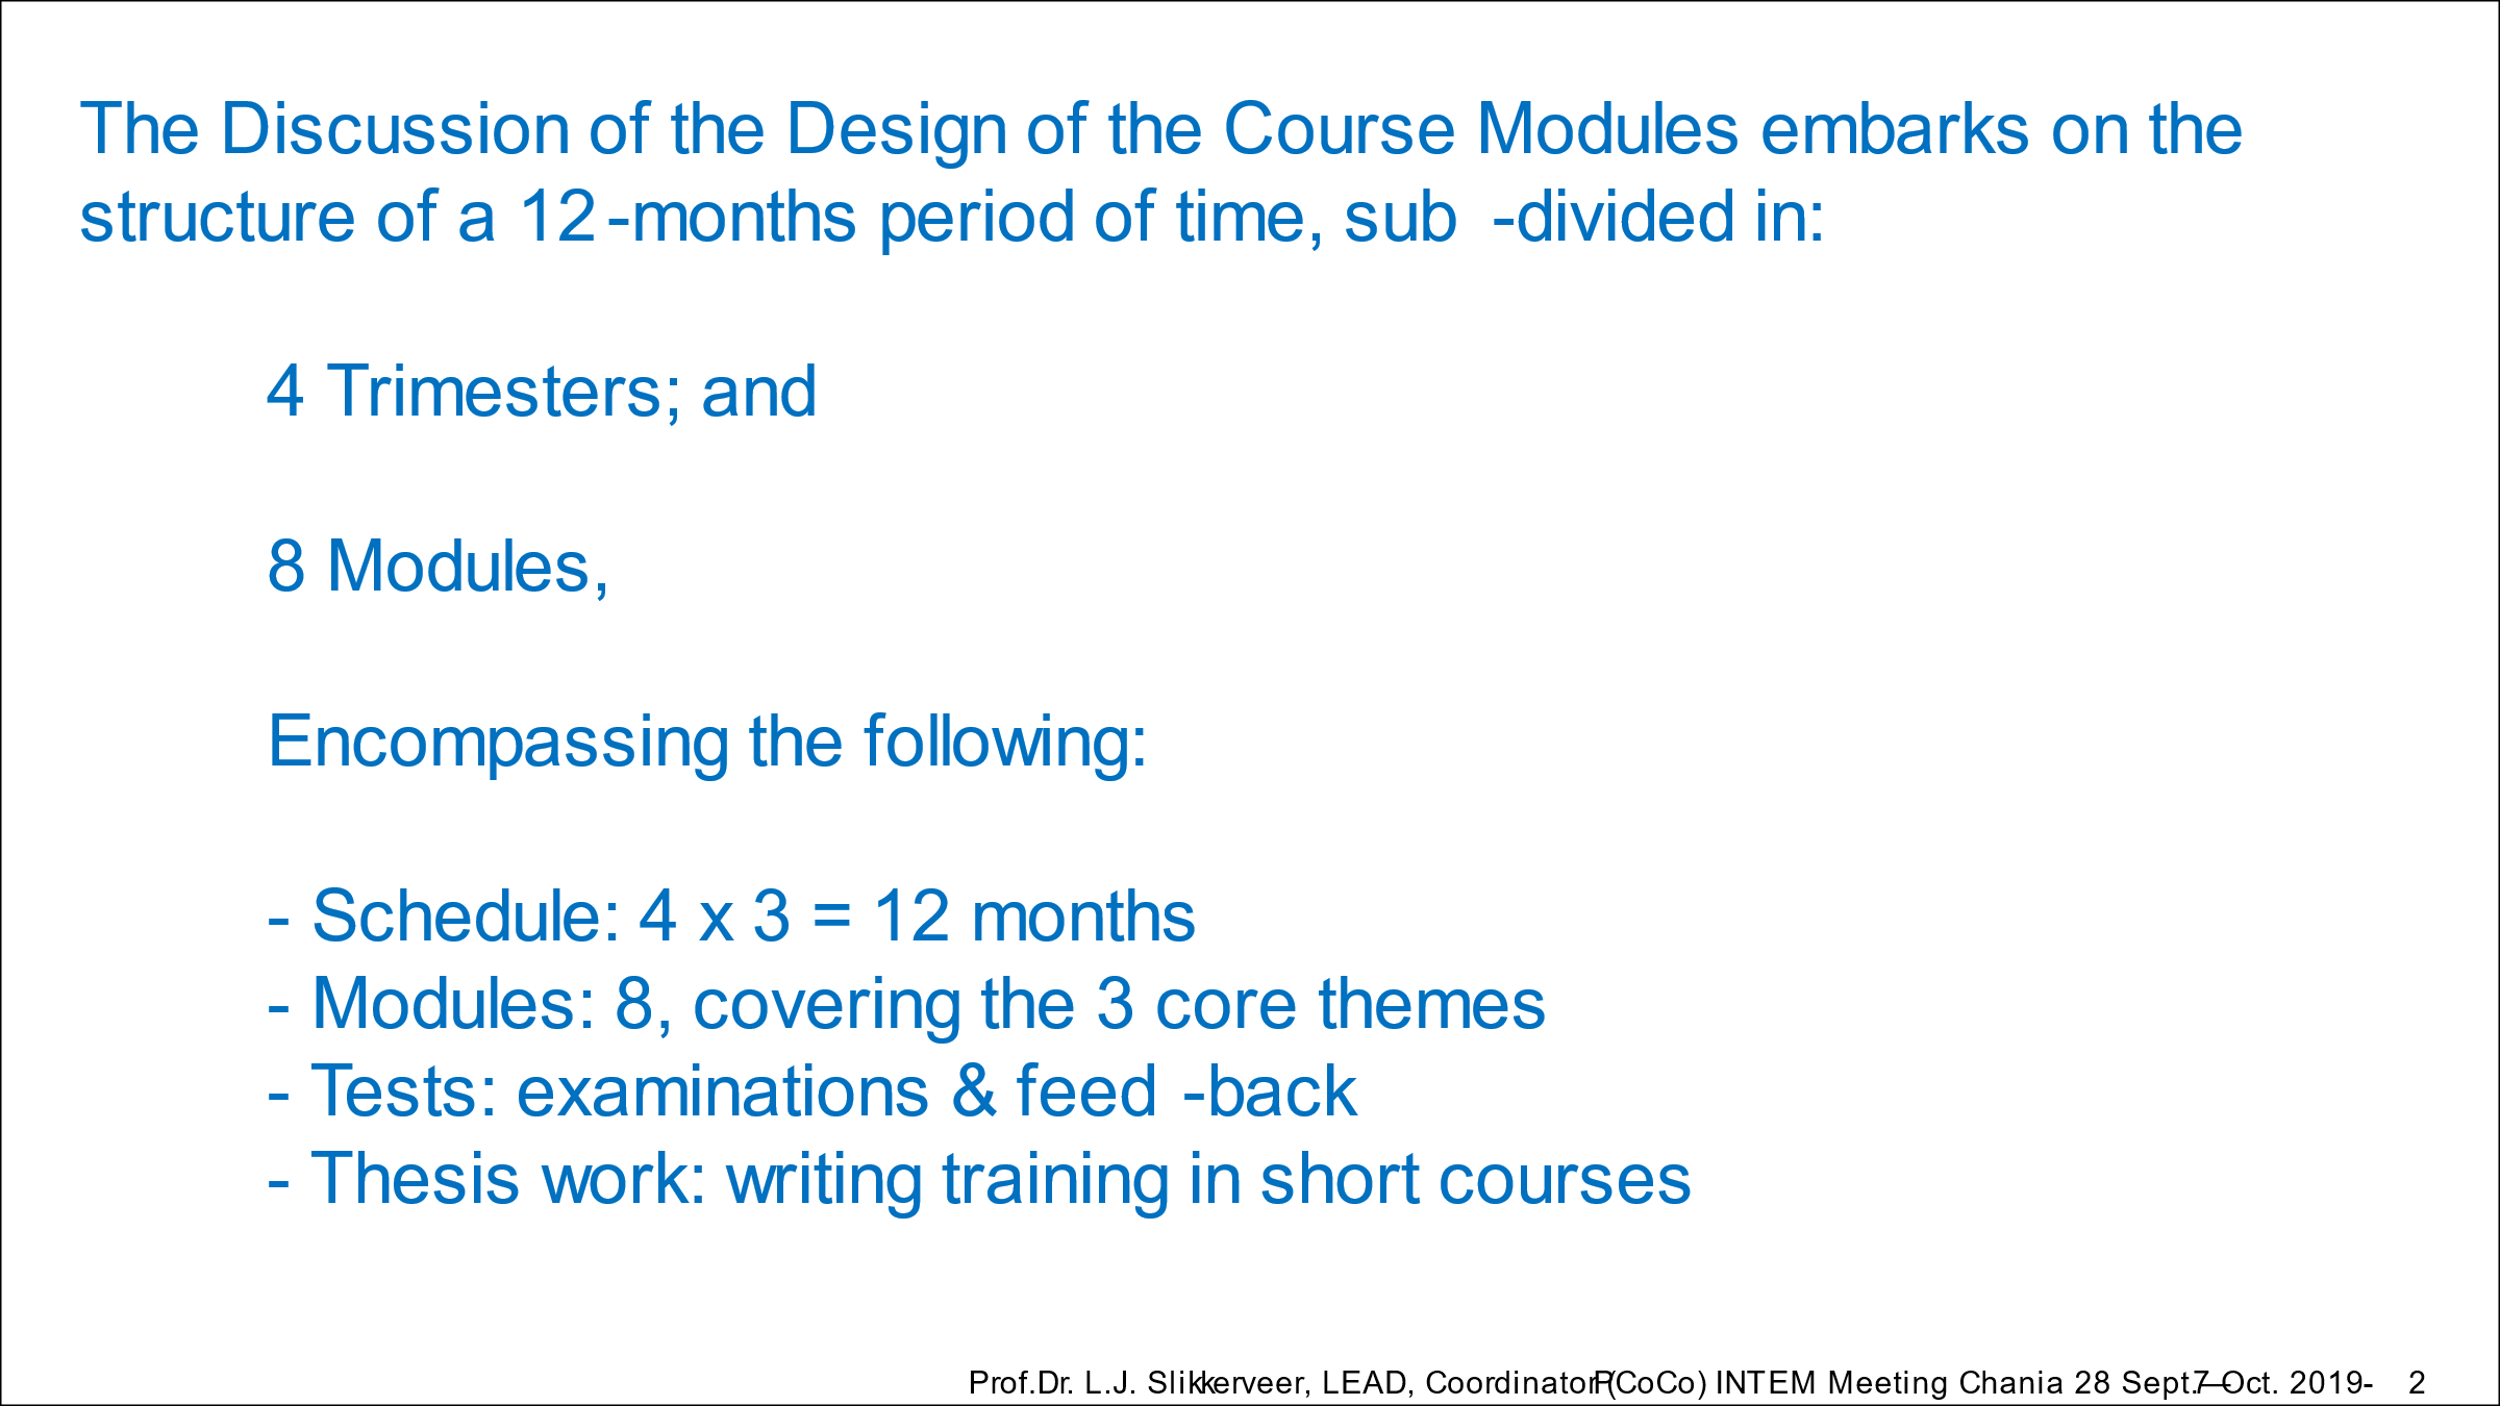 The Discussion of the Design of the Course Modules embarks on the
structure of a 12-months period of time, sub -divided in:
4 Trimesters; and
8 Modules,
Encompassing the following:
- Schedule: 4 x 3 = 12 months
- Modules: 8, covering the 3 core themes
- Tests: examinations & feed -back
- Thesis work: writing training in short courses
Prof.Dr. L.J. Slikkerveer, LEAD, Coordinator P(CoCo) INTEM Meeting Chania 28 Sept.—7 Oct. 2019- 2